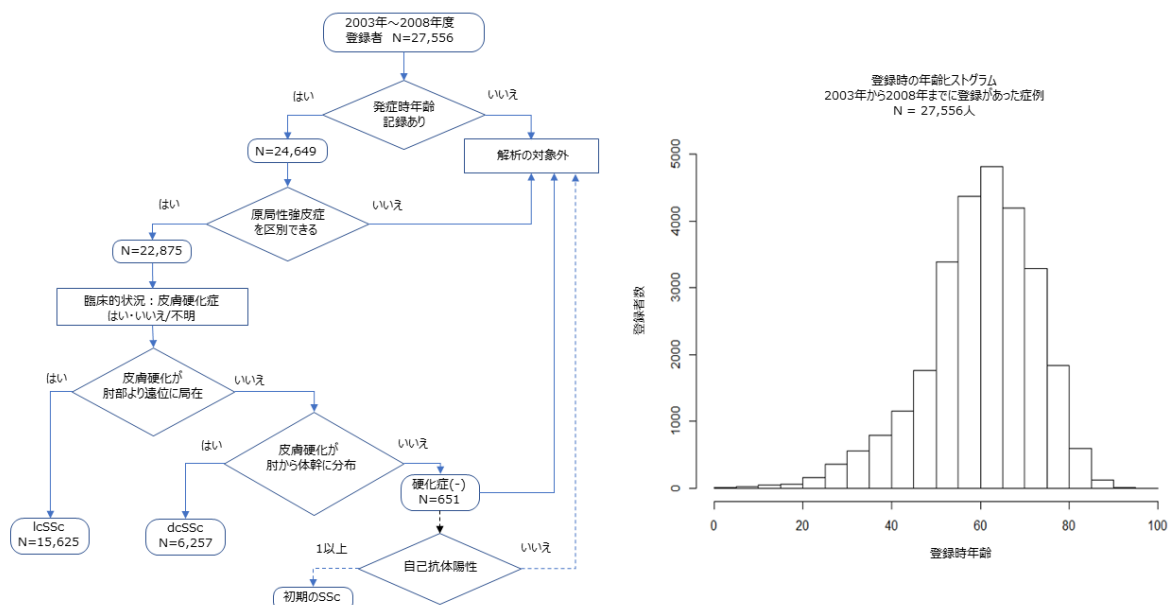 2003年～2008年度
登録者 N=27,556
はい
いいえ
発症時年齢
記録あり
N=24,649
解析の対象外
はい
いいえ
原局性強皮症
を区別できる
N=22,875
臨床的状況：皮膚硬化症
はい・いいえ/不明
はい
いいえ
皮膚硬化が
肘部より遠位に局在
はい
いいえ
皮膚硬化が
肘から体幹に分布
硬化症(-)
N=651
lcSSc
N=15,625
dcSSc
N=6,257
1以上
いいえ
自己抗体陽性
初期のSSc
登録時の年齢ヒストグラム
2003年から2008年までに登録があった症例
N = 27,556人
登録者数
5000
4000
3000
2000
1000
0
0 20 40 60 80 100
登録時年齢